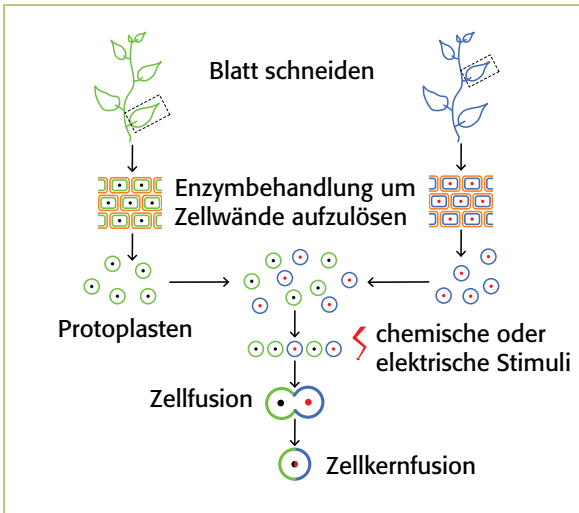 Blatt schneiden
Enzymbehandlung um
Zellwände aufzulösen
Protoplasten
chemische oder
elektrische Stimuli
Zellfusion
Zellkernfusion